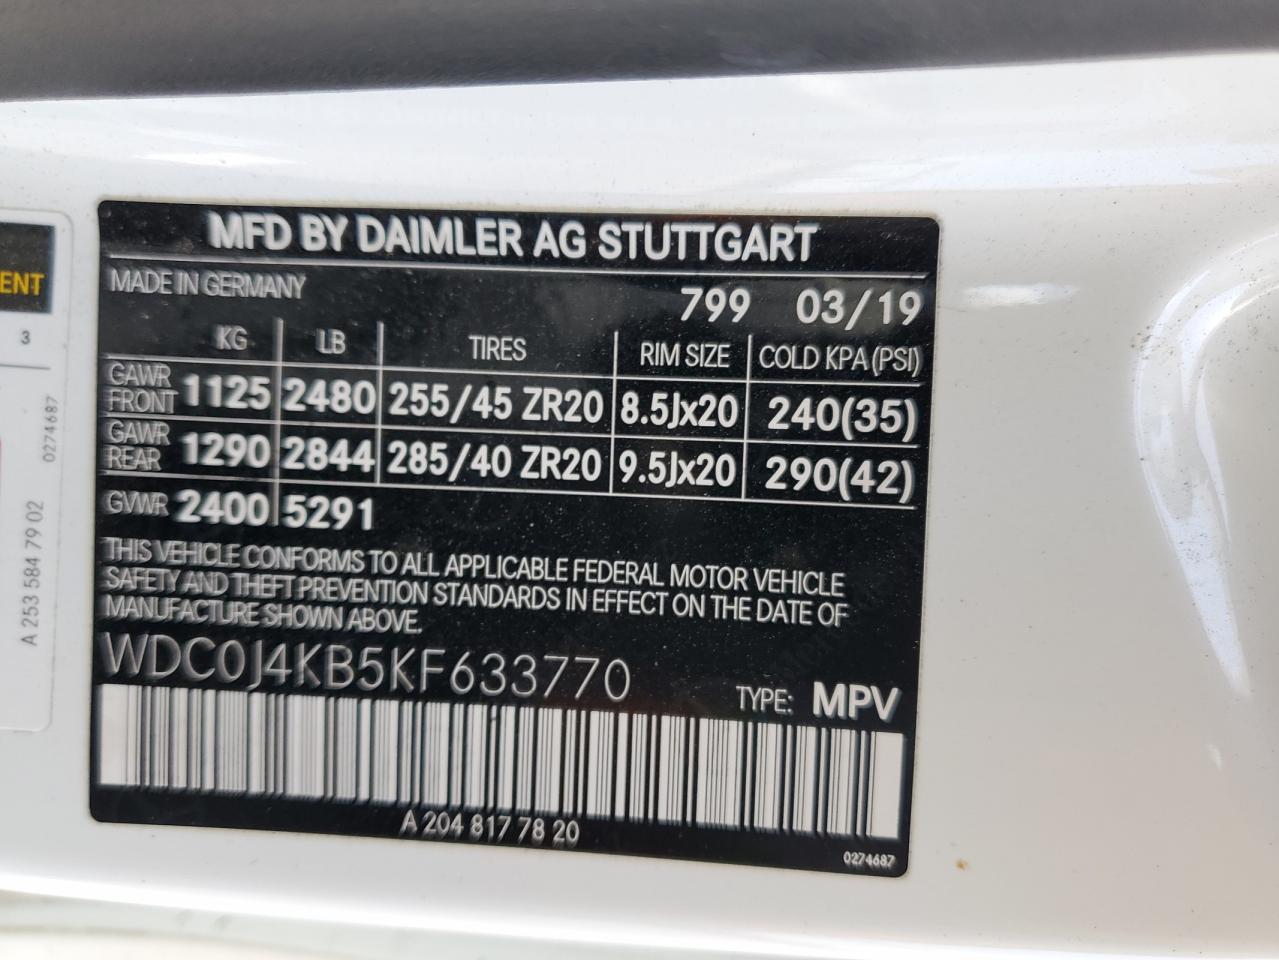 MFD BY DAIMLER AG STUTTGART
MADE IN GERMANY
799 03/19
KG LB TIRES RIM SIZE COLD KPA (PSI)
GAWR FRONT 1125 2480 255/45 ZR20 8.5Jx20 240(35)
GAWR REAR 1290 2844 285/40 ZR20 9.5Jx20 290(42)
GVWR 2400 5291
THIS VEHICLE CONFORMS TO ALL APPLICABLE FEDERAL MOTOR VEHICLE
SAFETY AND THEFT PREVENTION STANDARDS IN EFFECT ON THE DATE OF
MANUFACTURE SHOWN ABOVE.
WDC0J4KB5KF633770
TYPE: MPV
A 204 817 78 20
0274687
ENT
3
0274687
A 253 584 79 02